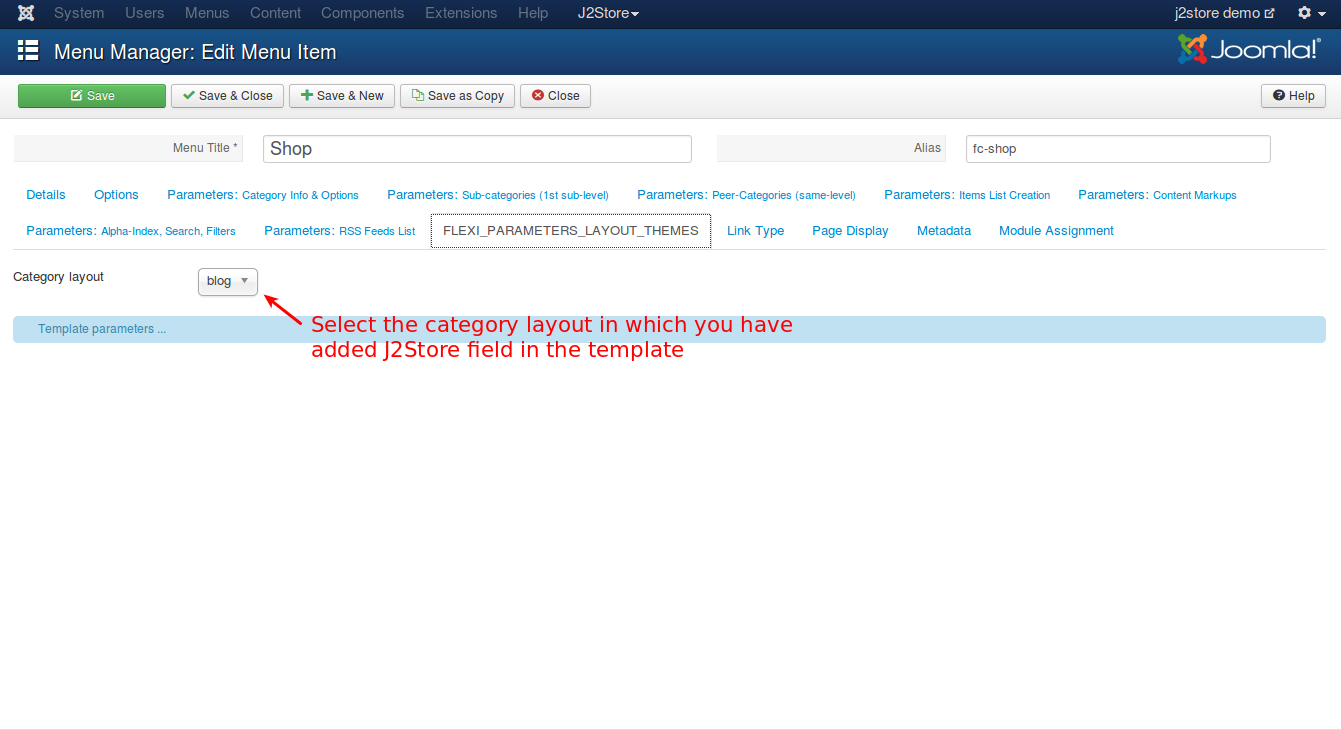 System Users Menus Content Components Extensions Help J2Store j2store demo
Menu Manager: Edit Menu Item Joomla!®
Save Save & Close Save & New Save as Copy Close Help
Menu Title * Shop Alias fc-shop
Details Options Parameters: Category Info & Options Parameters: Sub-categories (1st sub-level) Parameters: Peer-Categories (same-level) Parameters: Items List Creation Parameters: Content Markups
Parameters: Alpha-Index, Search, Filters Parameters: RSS Feeds List FLEXI_PARAMETERS_LAYOUT_THEMES Link Type Page Display Metadata Module Assignment
Category layout blog
Template parameters ...
Select the category layout in which you have
added J2Store field in the template